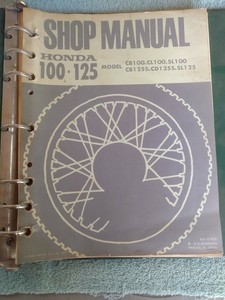 SHOP MANUAL
HONDA
100·125 MODEL CB100.CL100.SL100
CB125S.CD125S.SL125